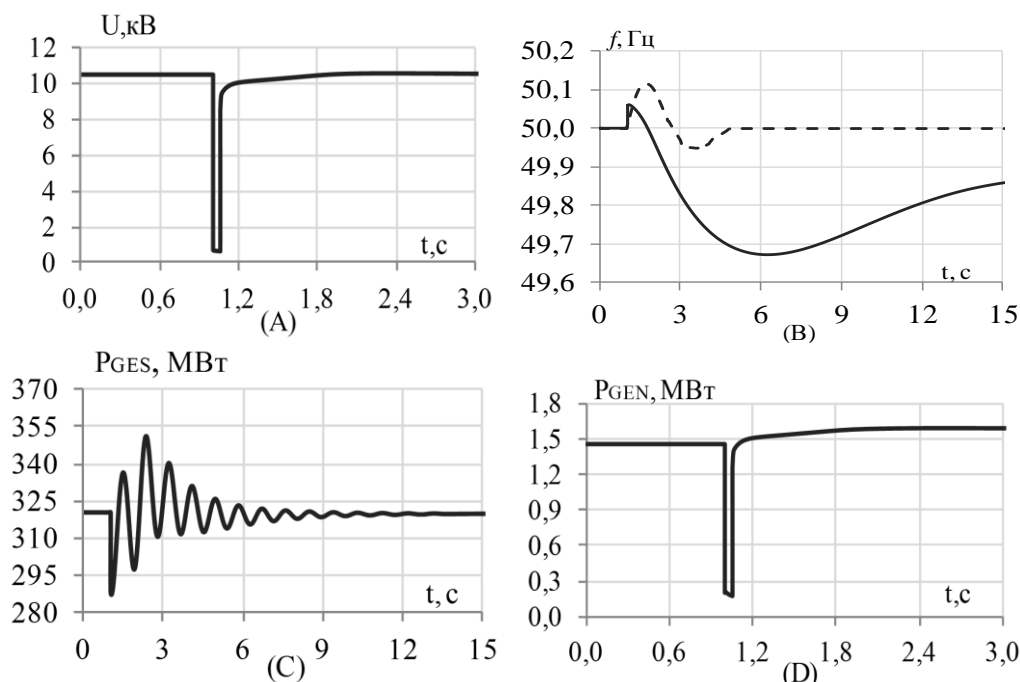 U,кВ
12
10
8
6
4
2
0
0,0 0,6 1,2 1,8 2,4 3,0
t,c
(A)
f, Гц
50,2
50,1
50,0
49,9
49,8
49,7
49,6
0 3 6 9 12 15
t, c
(B)
PGES, МВт
370
355
340
325
310
295
280
0 3 6 9 12 15
t, c
(C)
PGEN, МВт
1,8
1,5
1,2
0,9
0,6
0,3
0,0
0,0 0,6 1,2 1,8 2,4 3,0
t,c
(D)